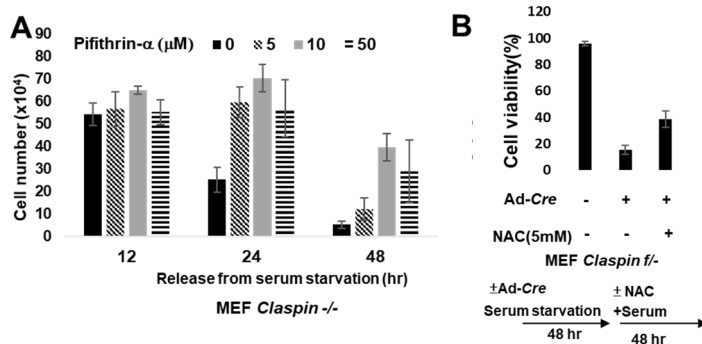 A
Pifithrin-α (μM) 0 5 10 50
Cell number (x10⁴)
90
80
70
60
50
40
30
20
10
0
12 24 48
Release from serum starvation (hr)
MEF Claspin -/-
B
Cell viability(%)
120
100
80
60
40
20
0
Ad-Cre - + +
NAC(5mM) - - +
MEF Claspin f/-
±Ad-Cre ± NAC
Serum starvation +Serum
48 hr 48 hr